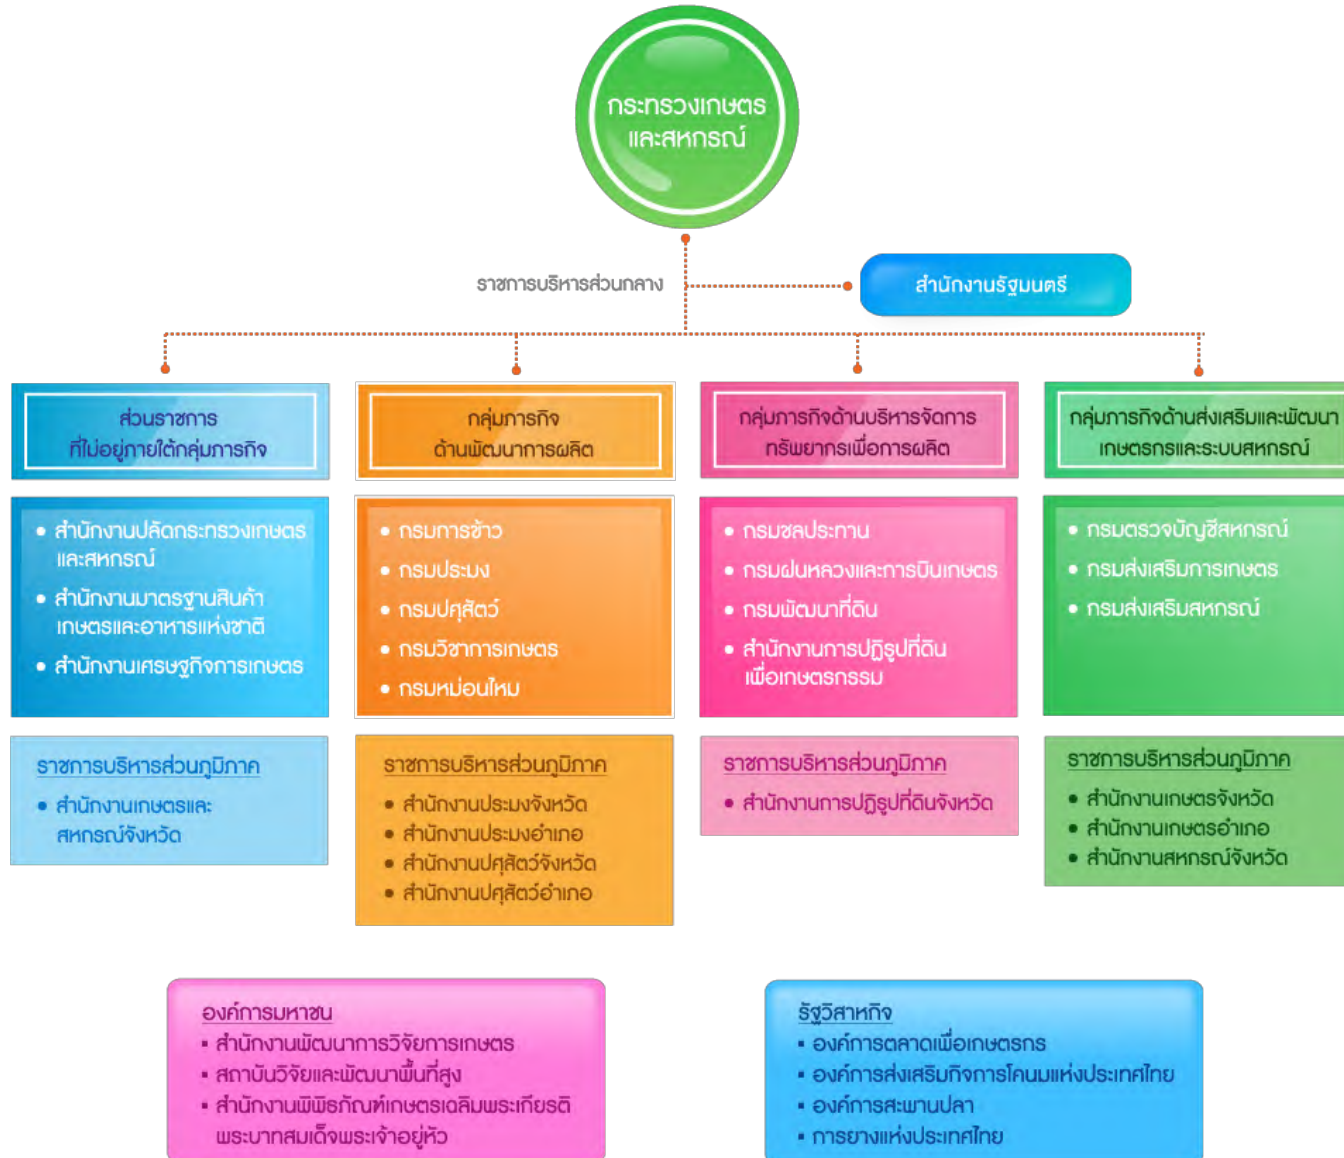 กระทรวงเกษตร
และสหกรณ์
ราชการบริหารส่วนกลาง
สำนักงานรัฐมนตรี
ส่วนราชการ
ที่ไม่อยู่ภายใต้กลุ่มภารกิจ
• สำนักงานปลัดกระทรวงเกษตร
และสหกรณ์
• สำนักงานมาตรฐานสินค้า
เกษตรและอาหารแห่งชาติ
• สำนักงานเศรษฐกิจการเกษตร
ราชการบริหารส่วนภูมิภาค
• สำนักงานเกษตรและ
สหกรณ์จังหวัด
กลุ่มภารกิจ
ด้านพัฒนาการผลิต
• กรมการข้าว
• กรมประมง
• กรมปศุสัตว์
• กรมวิชาการเกษตร
• กรมหม่อนไหม
ราชการบริหารส่วนภูมิภาค
• สำนักงานประมงจังหวัด
• สำนักงานประมงอำเภอ
• สำนักงานปศุสัตว์จังหวัด
• สำนักงานปศุสัตว์อำเภอ
กลุ่มภารกิจด้านบริหารจัดการ
ทรัพยากรเพื่อการผลิต
• กรมชลประทาน
• กรมฝนหลวงและการบินเกษตร
• กรมพัฒนาที่ดิน
• สำนักงานการปฏิรูปที่ดิน
เพื่อเกษตรกรรม
ราชการบริหารส่วนภูมิภาค
• สำนักงานการปฏิรูปที่ดินจังหวัด
กลุ่มภารกิจด้านส่งเสริมและพัฒนา
เกษตรกรและระบบสหกรณ์
• กรมตรวจบัญชีสหกรณ์
• กรมส่งเสริมการเกษตร
• กรมส่งเสริมสหกรณ์
ราชการบริหารส่วนภูมิภาค
• สำนักงานเกษตรจังหวัด
• สำนักงานเกษตรอำเภอ
• สำนักงานสหกรณ์จังหวัด
องค์การมหาชน
▪ สำนักงานพัฒนาการวิจัยการเกษตร
▪ สถาบันวิจัยและพัฒนาพื้นที่สูง
▪ สำนักงานพิพิธภัณฑ์เกษตรเฉลิมพระเกียรติ
พระบาทสมเด็จพระเจ้าอยู่หัว
รัฐวิสาหกิจ
▪ องค์การตลาดเพื่อเกษตรกร
▪ องค์การส่งเสริมกิจการโคนมแห่งประเทศไทย
▪ องค์การสะพานปลา
▪ การยางแห่งประเทศไทย